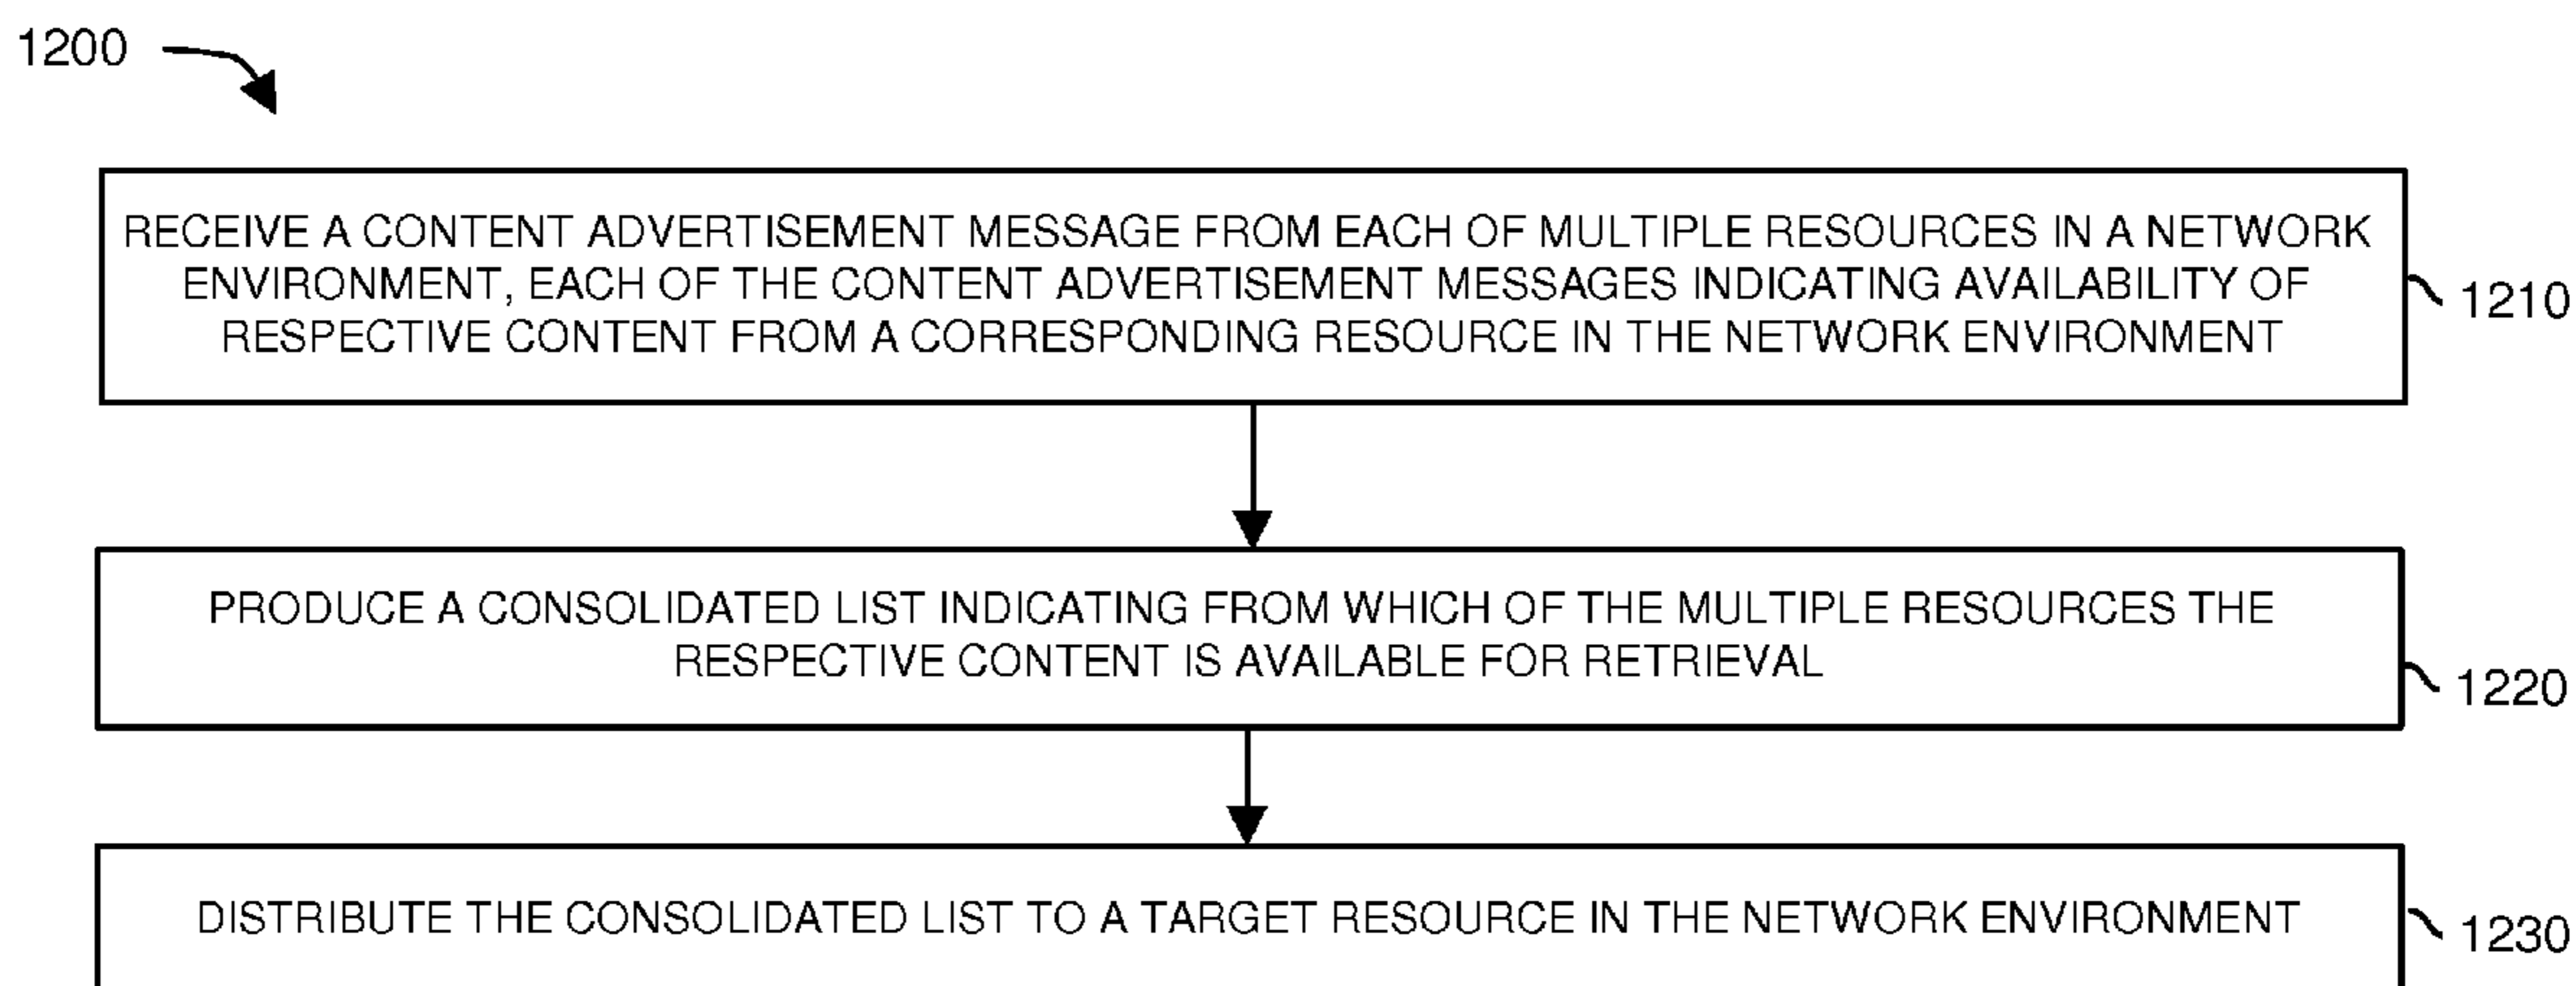 1200
RECEIVE A CONTENT ADVERTISEMENT MESSAGE FROM EACH OF MULTIPLE RESOURCES IN A NETWORK
ENVIRONMENT, EACH OF THE CONTENT ADVERTISEMENT MESSAGES INDICATING AVAILABILITY OF
RESPECTIVE CONTENT FROM A CORRESPONDING RESOURCE IN THE NETWORK ENVIRONMENT
1210
PRODUCE A CONSOLIDATED LIST INDICATING FROM WHICH OF THE MULTIPLE RESOURCES THE
RESPECTIVE CONTENT IS AVAILABLE FOR RETRIEVAL
1220
DISTRIBUTE THE CONSOLIDATED LIST TO A TARGET RESOURCE IN THE NETWORK ENVIRONMENT
1230